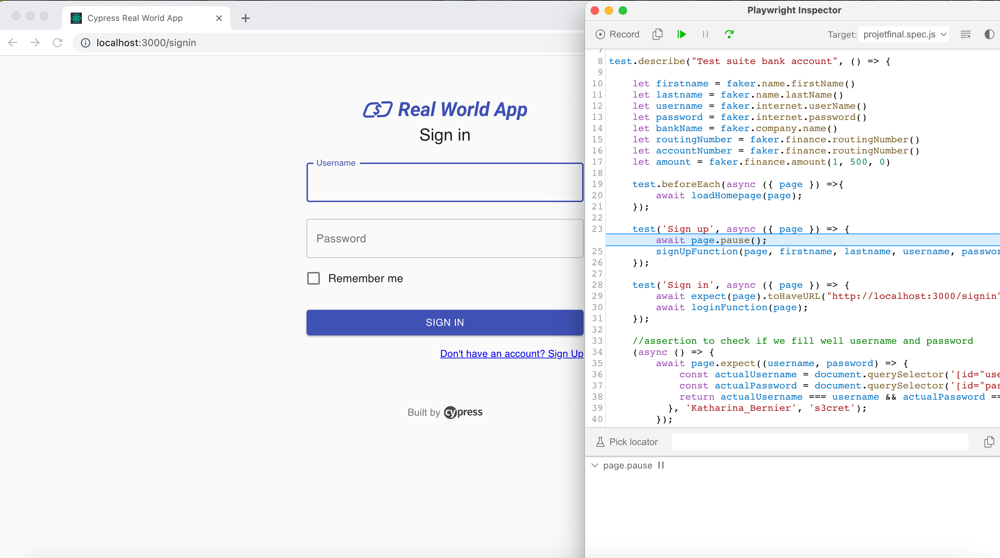 Cypress Real World App
localhost:3000/signin
Real World App
Sign in
Username
Password
Remember me
SIGN IN
Don't have an account? Sign Up
Built by cypress
Playwright Inspector
Record
Target: projetfinal.spec.js
7
8 test.describe("Test suite bank account", () => {
9
10 let firstname = faker.name.firstName()
11 let lastname = faker.name.lastName()
12 let username = faker.internet.userName()
13 let password = faker.internet.password()
14 let bankName = faker.company.name()
15 let routingNumber = faker.finance.routingNumber()
16 let accountNumber = faker.finance.routingNumber()
17 let amount = faker.finance.amount(1, 500, 0)
18
19 test.beforeEach(async ({ page }) =>{
20 await loadHomepage(page);
21 });
22
23 test('Sign up', async ({ page }) => {
await page.pause();
25 signUpFunction(page, firstname, lastname, username, passwor
26 });
27
28 test('Sign in', async ({ page }) => {
29 await expect(page).toHaveURL("http://localhost:3000/signin"
30 await loginFunction(page);
31 });
32
33 //assertion to check if we fill well username and password
34 (async () => {
35 await page.expect((username, password) => {
36 const actualUsername = document.querySelector('[id="use
37 const actualPassword = document.querySelector('[id="pas
38 return actualUsername === username && actualPassword ==
39 }, 'Katharina_Bernier', 's3cret');
40 });
Pick locator
page.pause